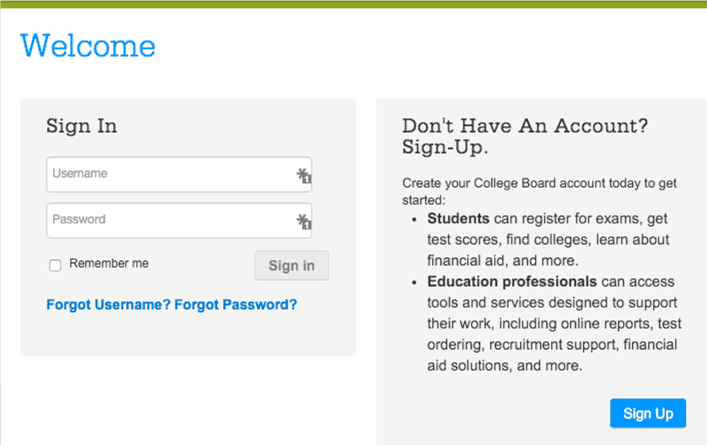 Welcome
Sign In
Username
1
Password
1
Remember me
Sign in
Forgot Username? Forgot Password?
Don't Have An Account?
Sign-Up.
Create your College Board account today to get
started:
• Students can register for exams, get
test scores, find colleges, learn about
financial aid, and more.
• Education professionals can access
tools and services designed to support
their work, including online reports, test
ordering, recruitment support, financial
aid solutions, and more.
Sign Up